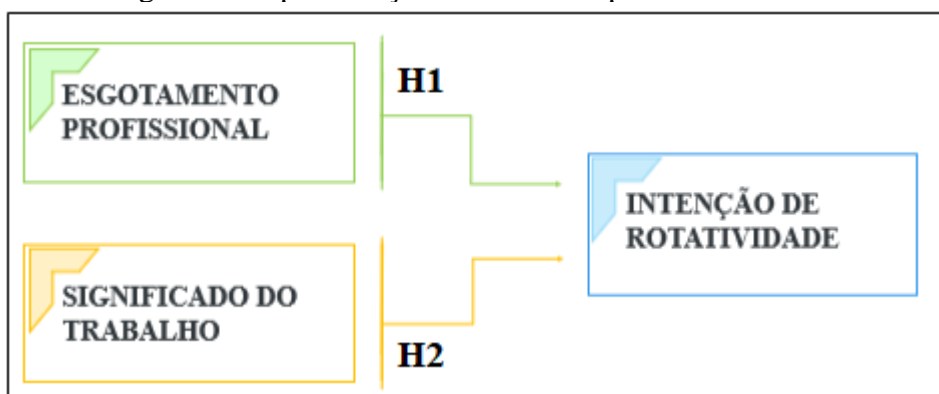 ESGOTAMENTO
PROFISSIONAL
H1
INTENÇÃO DE
ROTATIVIDADE
SIGNIFICADO DO
TRABALHO
H2